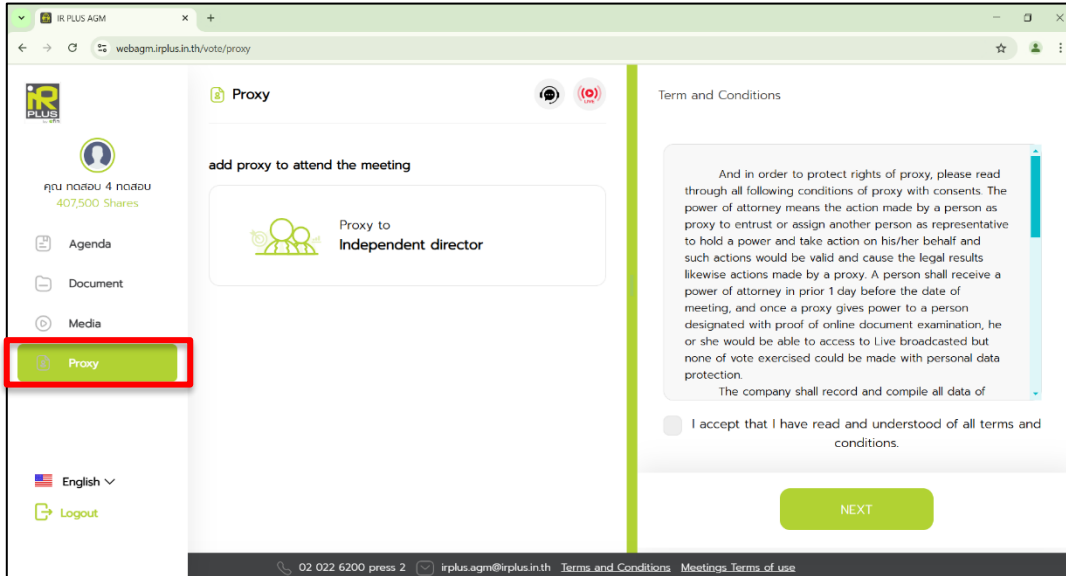 IR PLUS AGM
webagm.irplus.in.th/vote/proxy
iR
PLUS
คุณ ทดสอบ 4 ทดสอบ
407,500 Shares
Agenda
Document
Media
Proxy
English
Logout
Proxy
LIVE
add proxy to attend the meeting
Proxy to
Independent director
Term and Conditions
And in order to protect rights of proxy, please read
through all following conditions of proxy with consents. The
power of attorney means the action made by a person as
proxy to entrust or assign another person as representative
to hold a power and take action on his/her behalf and
such actions would be valid and cause the legal results
likewise actions made by a proxy. A person shall receive a
power of attorney in prior 1 day before the date of
meeting, and once a proxy gives power to a person
designated with proof of online document examination, he
or she would be able to access to Live broadcasted but
none of vote exercised could be made with personal data
protection.
The company shall record and compile all data of
I accept that I have read and understood of all terms and
conditions.
NEXT
02 022 6200 press 2 irplus.agm@irplus.in.th Terms and Conditions Meetings Terms of use